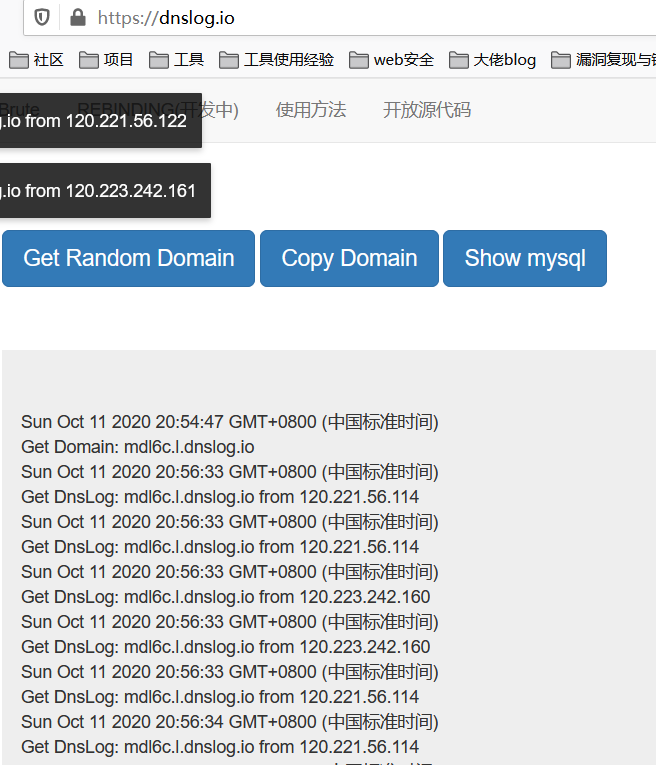 https://dnslog.io
社区 项目 工具 工具使用经验 web安全 大佬blog 漏洞复现与
Brute REBINDING(开发中) 使用方法 开放源代码
g.io from 120.221.56.122
g.io from 120.223.242.161
Get Random Domain Copy Domain Show mysql
Sun Oct 11 2020 20:54:47 GMT+0800 (中国标准时间)
Get Domain: mdl6c.l.dnslog.io
Sun Oct 11 2020 20:56:33 GMT+0800 (中国标准时间)
Get DnsLog: mdl6c.l.dnslog.io from 120.221.56.114
Sun Oct 11 2020 20:56:33 GMT+0800 (中国标准时间)
Get DnsLog: mdl6c.l.dnslog.io from 120.221.56.114
Sun Oct 11 2020 20:56:33 GMT+0800 (中国标准时间)
Get DnsLog: mdl6c.l.dnslog.io from 120.223.242.160
Sun Oct 11 2020 20:56:33 GMT+0800 (中国标准时间)
Get DnsLog: mdl6c.l.dnslog.io from 120.223.242.160
Sun Oct 11 2020 20:56:33 GMT+0800 (中国标准时间)
Get DnsLog: mdl6c.l.dnslog.io from 120.221.56.114
Sun Oct 11 2020 20:56:34 GMT+0800 (中国标准时间)
Get DnsLog: mdl6c.l.dnslog.io from 120.221.56.114